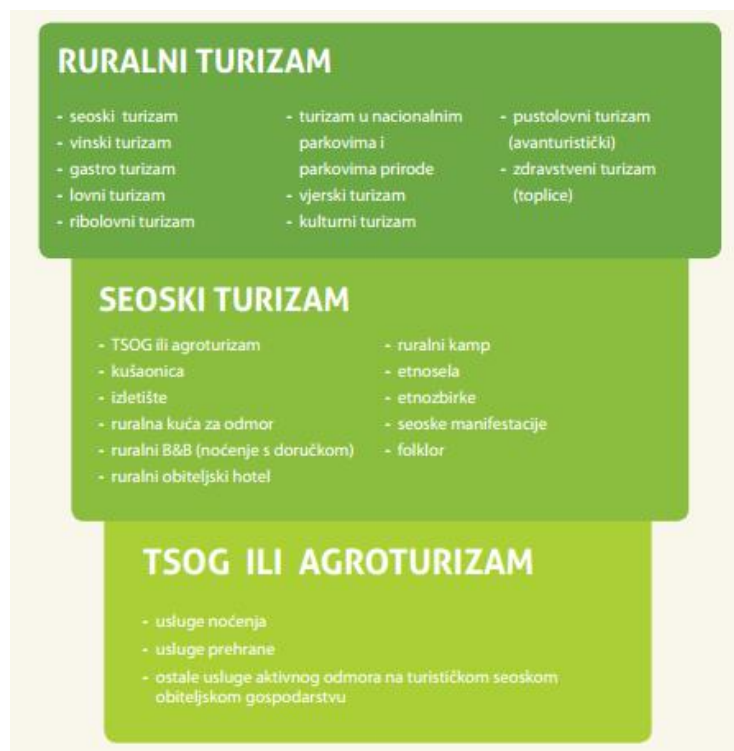 RURALNI TURIZAM
- seoski turizam
- vinski turizam
- gastro turizam
- lovni turizam
- ribolovni turizam
- turizam u nacionalnim
parkovima i
parkovima prirode
- vjerski turizam
- kulturni turizam
- pustolovni turizam
(avanturistički)
- zdravstveni turizam
(toplice)
SEOSKI TURIZAM
- TSOG ili agroturizam
- kušaonica
- izletište
- ruralna kuća za odmor
- ruralni B&B (noćenje s doručkom)
- ruralni obiteljski hotel
- ruralni kamp
- etnosela
- etnozbirke
- seoske manifestacije
- folklor
TSOG ILI AGROTURIZAM
- usluge noćenja
- usluge prehrane
- ostale usluge aktivnog odmora na turističkom seoskom
obiteljskom gospodarstvu